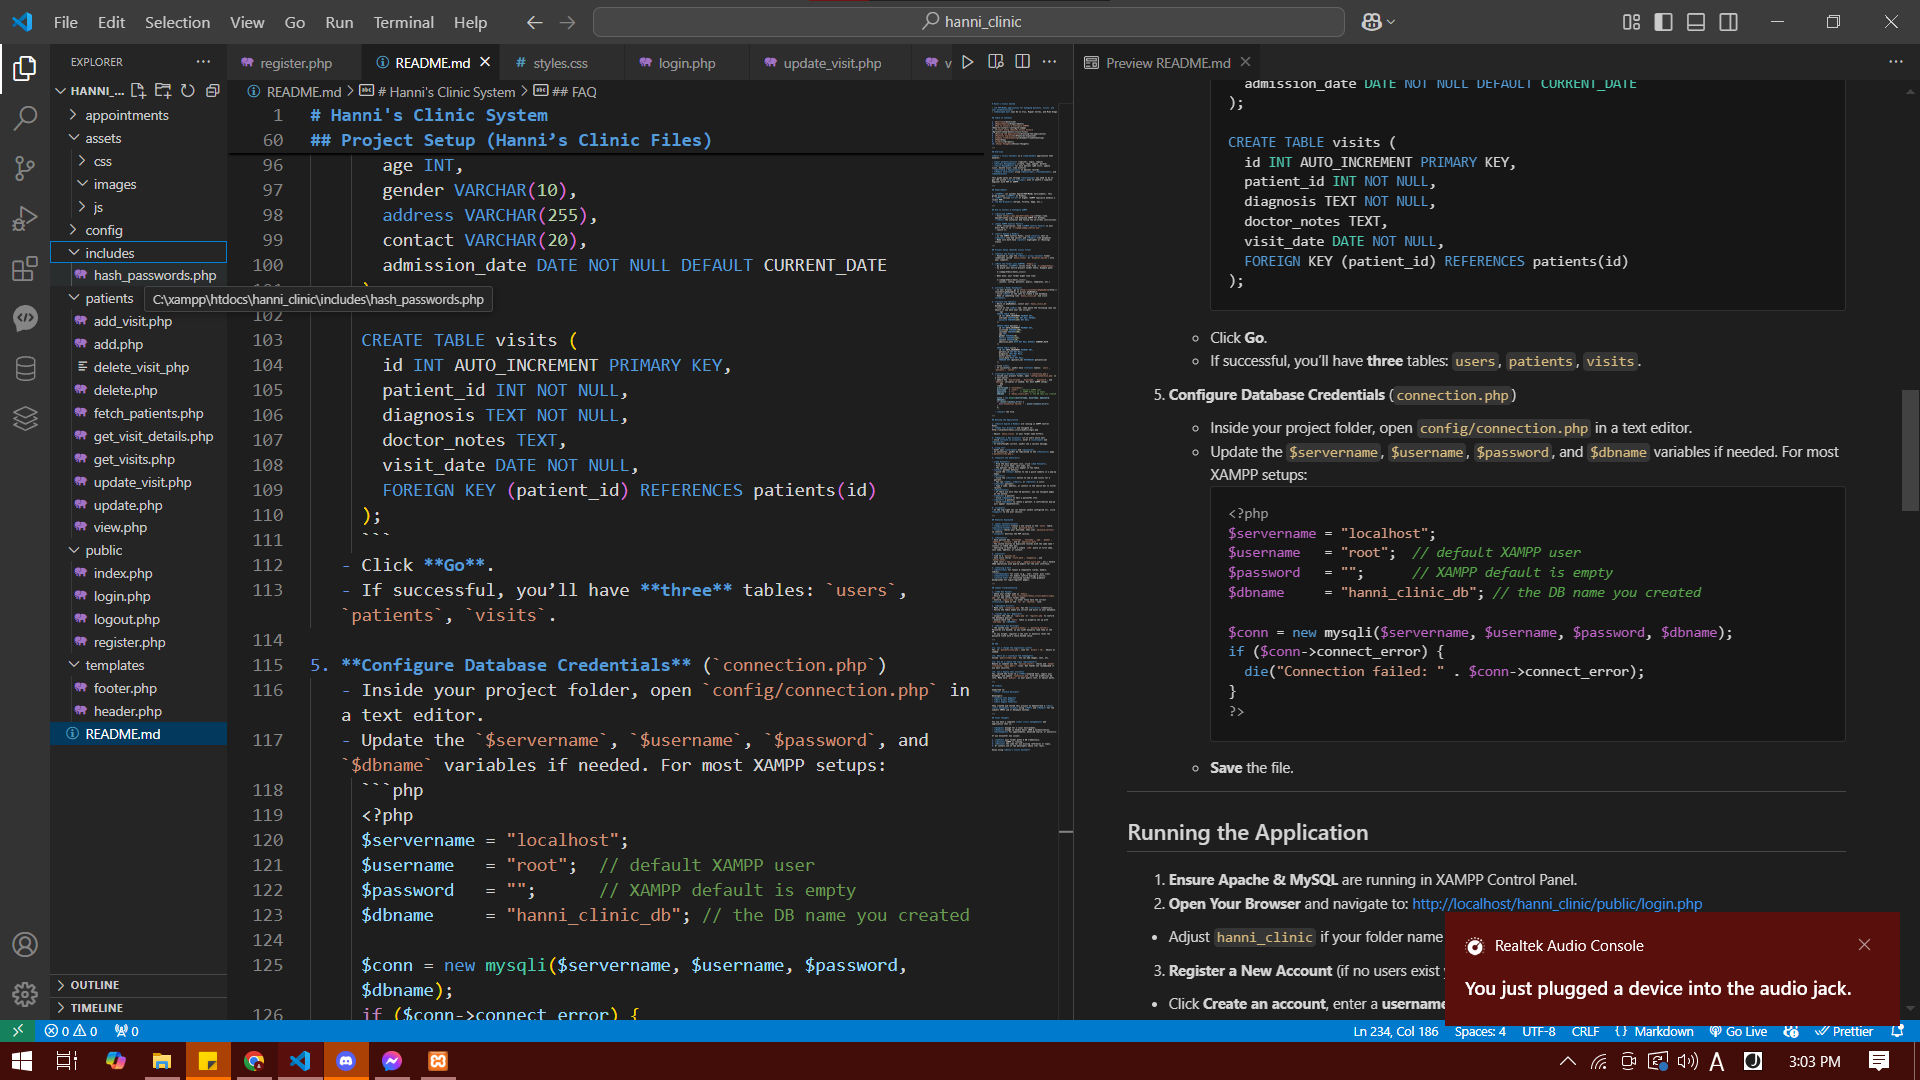 File Edit Selection View Go Run Terminal Help
hanni_clinic
EXPLORER
HANNI_...
appointments
assets
css
images
js
config
includes
hash_passwords.php
patients
C:\xampp\htdocs\hanni_clinic\includes\hash_passwords.php
add_visit.php
add.php
delete_visit_php
delete.php
fetch_patients.php
get_visit_details.php
get_visits.php
update_visit.php
update.php
view.php
public
index.php
login.php
logout.php
register.php
templates
footer.php
header.php
README.md
OUTLINE
TIMELINE
register.php
README.md
styles.css
login.php
update_visit.php
v
README.md > # Hanni's Clinic System > ## FAQ
1 # Hanni's Clinic System
60 ## Project Setup (Hanni’s Clinic Files)
96 age INT,
97 gender VARCHAR(10),
98 address VARCHAR(255),
99 contact VARCHAR(20),
100 admission_date DATE NOT NULL DEFAULT CURRENT_DATE
102
103 CREATE TABLE visits (
104 id INT AUTO_INCREMENT PRIMARY KEY,
105 patient_id INT NOT NULL,
106 diagnosis TEXT NOT NULL,
107 doctor_notes TEXT,
108 visit_date DATE NOT NULL,
109 FOREIGN KEY (patient_id) REFERENCES patients(id)
110 );
111 ```
112 - Click **Go**.
113 - If successful, you’ll have **three** tables: `users`,
`patients`, `visits`.
114
115 5. **Configure Database Credentials** (`connection.php`)
116 - Inside your project folder, open `config/connection.php` in
a text editor.
117 - Update the `$servername`, `$username`, `$password`, and
`$dbname` variables if needed. For most XAMPP setups:
118 ```php
119 <?php
120 $servername = "localhost";
121 $username   = "root";  // default XAMPP user
122 $password   = "";      // XAMPP default is empty
123 $dbname     = "hanni_clinic_db"; // the DB name you created
124
125 $conn = new mysqli($servername, $username, $password,
$dbname);
126 if ($conn->connect_error) {
Preview README.md
admission_date DATE NOT NULL DEFAULT CURRENT_DATE
);
CREATE TABLE visits (
id INT AUTO_INCREMENT PRIMARY KEY,
patient_id INT NOT NULL,
diagnosis TEXT NOT NULL,
doctor_notes TEXT,
visit_date DATE NOT NULL,
FOREIGN KEY (patient_id) REFERENCES patients(id)
);
Click Go.
If successful, you’ll have three tables: users, patients, visits.
5. Configure Database Credentials (connection.php)
Inside your project folder, open config/connection.php in a text editor.
Update the $servername, $username, $password, and $dbname variables if needed. For most
XAMPP setups:
<?php
$servername = "localhost";
$username   = "root";  // default XAMPP user
$password   = "";      // XAMPP default is empty
$dbname     = "hanni_clinic_db"; // the DB name you created
$conn = new mysqli($servername, $username, $password, $dbname);
if ($conn->connect_error) {
die("Connection failed: " . $conn->connect_error);
}
?>
Save the file.
Running the Application
1. Ensure Apache & MySQL are running in XAMPP Control Panel.
2. Open Your Browser and navigate to: http://localhost/hanni_clinic/public/login.php
Adjust hanni_clinic if your folder name
3. Register a New Account (if no users exist
Click Create an account, enter a username
Realtek Audio Console
You just plugged a device into the audio jack.
0 0 0
Ln 234, Col 186 Spaces: 4 UTF-8 CRLF {} Markdown Go Live Prettier
A
3:03 PM